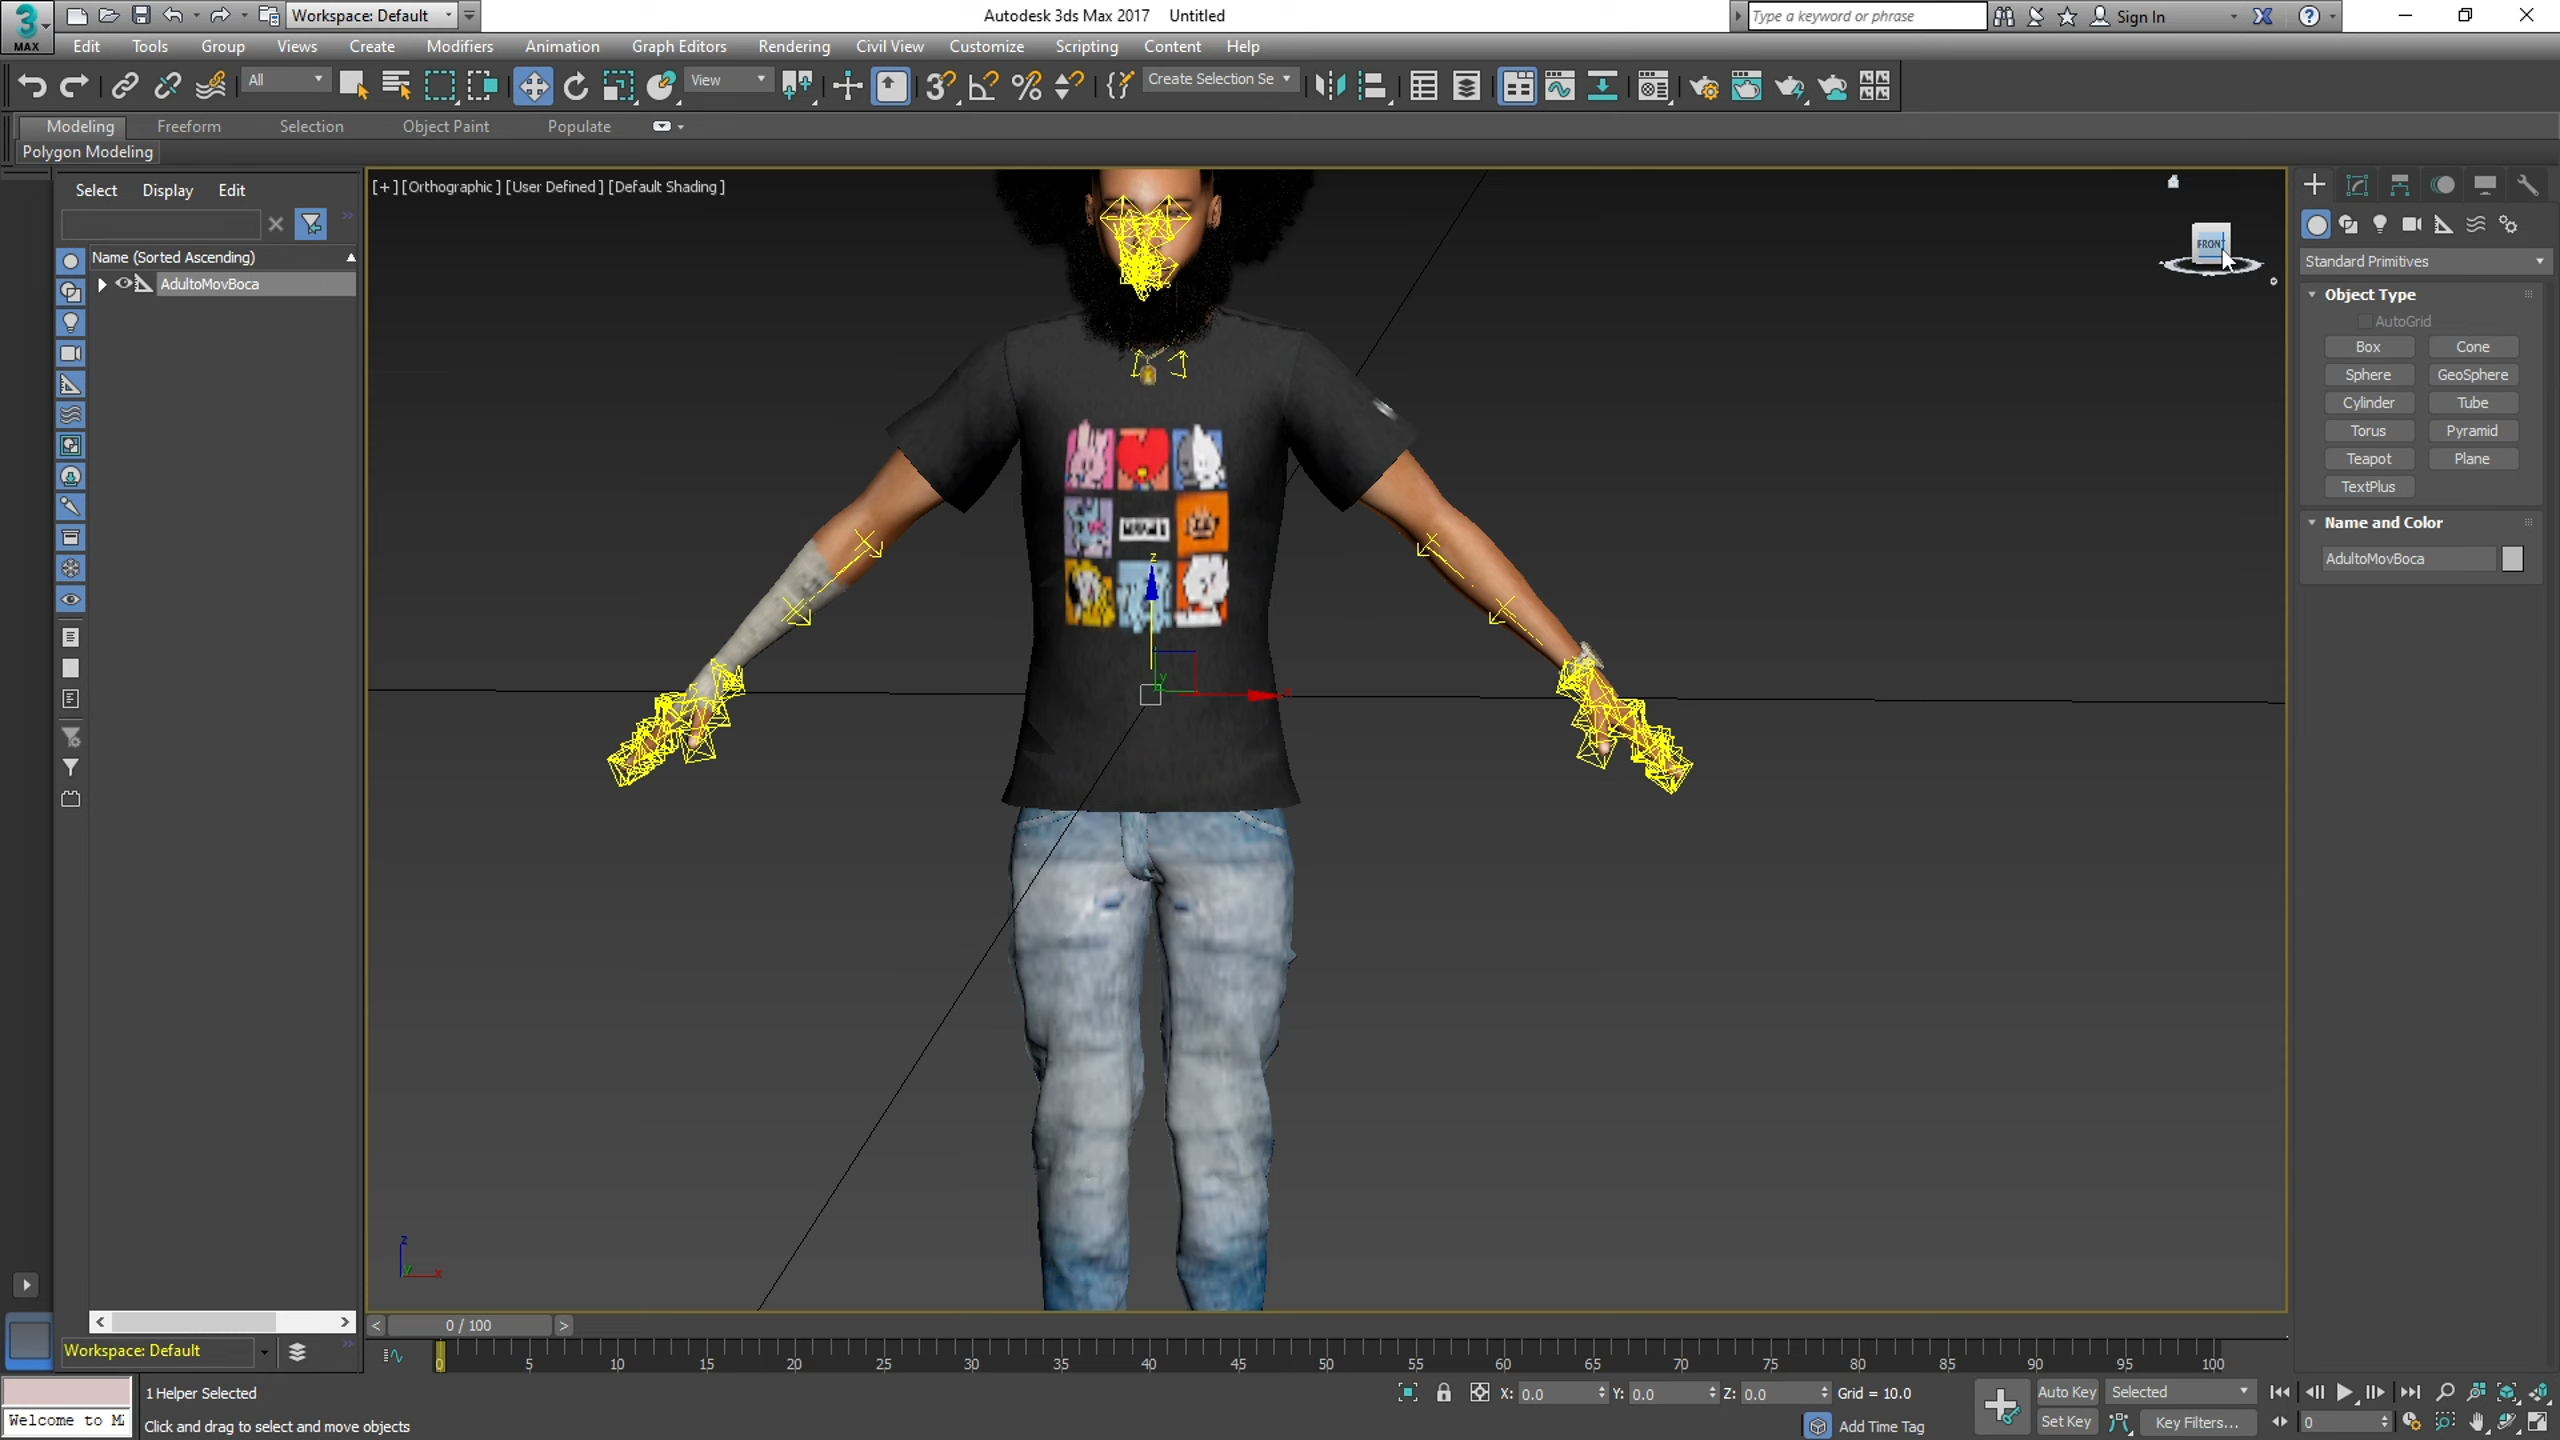 Workspace: Default
Autodesk 3ds Max 2017 Untitled
Type a keyword or phrase
Sign In
MAX
Edit Tools Group Views Create Modifiers Animation Graph Editors Rendering Civil View Customize Scripting Content Help
All
View
Create Selection Se
Modeling Freeform Selection Object Paint Populate
Polygon Modeling
Select Display Edit
Name (Sorted Ascending)
AdultoMovBoca
[+] [Orthographic] [User Defined] [Default Shading]
FRONT
z
y
x
z
y
x
Standard Primitives
Object Type
AutoGrid
Box Cone
Sphere GeoSphere
Cylinder Tube
Torus Pyramid
Teapot Plane
TextPlus
Name and Color
AdultoMovBoca
< 0 / 100 >
Workspace: Default
0 5 10 15 20 25 30 35 40 45 50 55 60 65 70 75 80 85 90 95 100
1 Helper Selected
X: 0.0 Y: 0.0 Z: 0.0 Grid = 10.0
Auto Key Selected
Welcome to M
Click and drag to select and move objects
Add Time Tag
Set Key Key Filters... 0